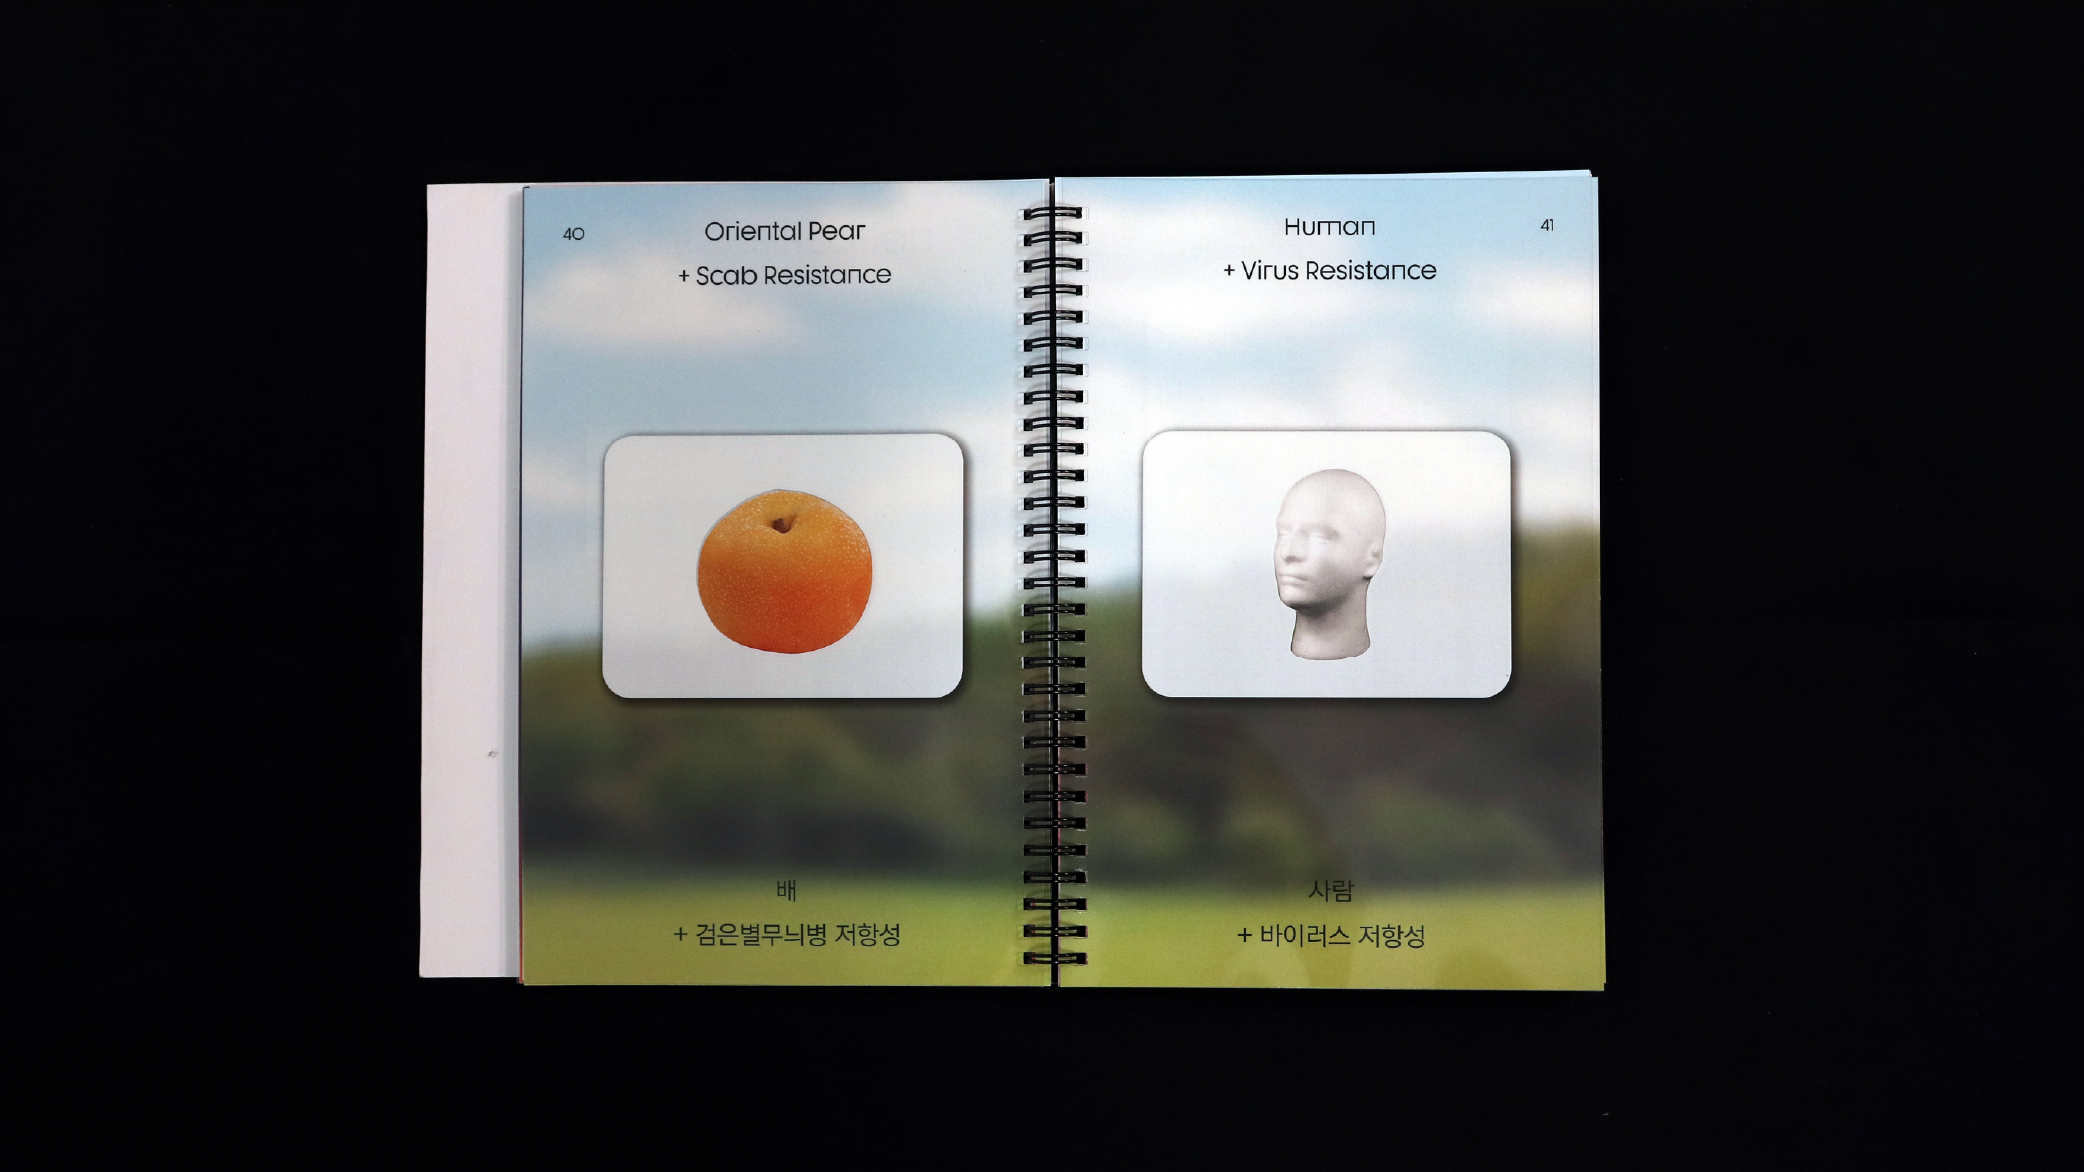 40
Oriental Pear
+ Scab Resistance
배
+ 검은별무늬병 저항성
Human
41
+ Virus Resistance
사람
+ 바이러스 저항성